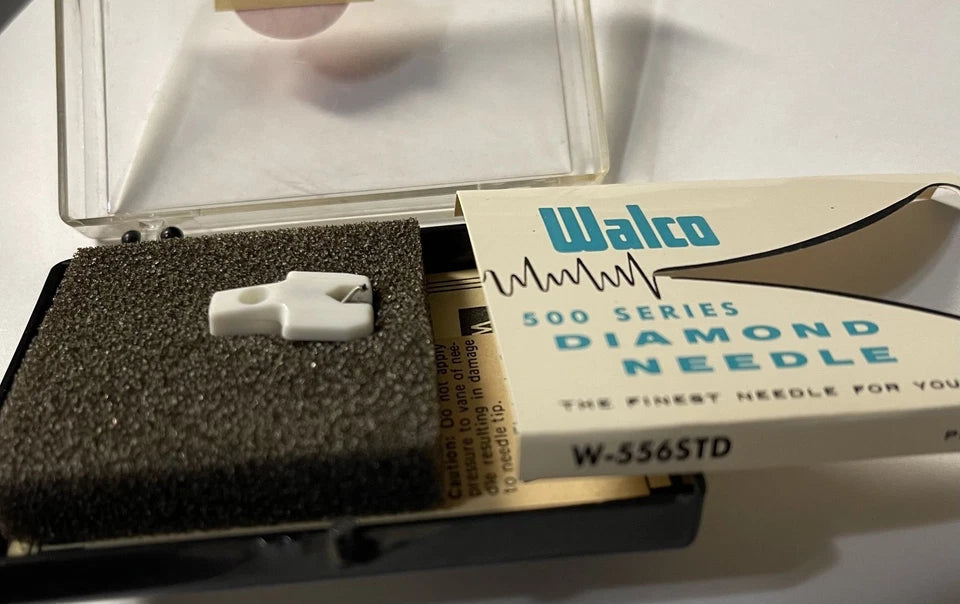 Walco
500 SERIES
DIAMOND
NEEDLE
THE FINEST NEEDLE FOR YOU
W-556STD
P
Caution: Do not apply
pressure to vane of nee-
dle resulting in damage
to needle tip.